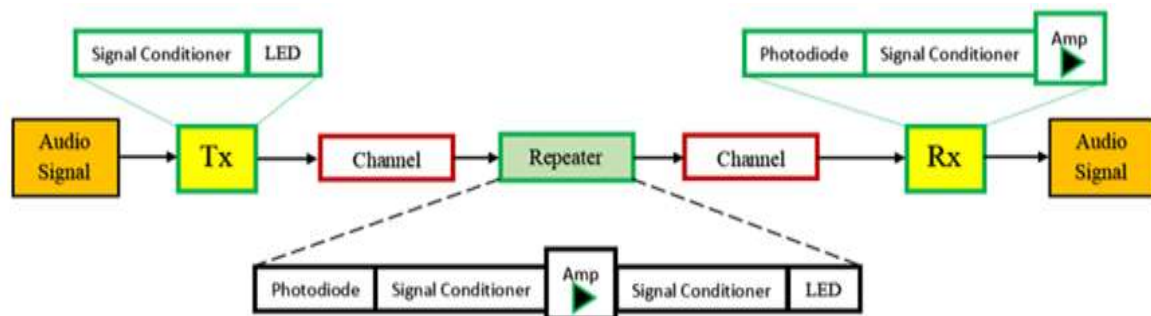 Signal Conditioner LED
Photodiode Signal Conditioner Amp
Audio
Signal
Tx
Channel
Repeater
Channel
Rx
Audio
Signal
Photodiode Signal Conditioner Amp Signal Conditioner LED